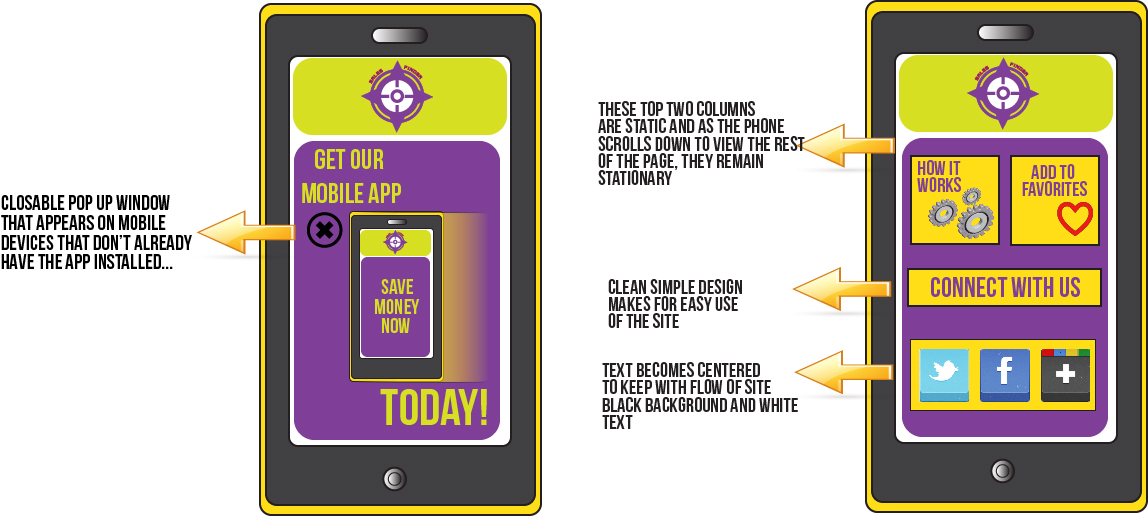 CLOSABLE POP UP WINDOW
THAT APPEARS ON MOBILE
DEVICES THAT DON'T ALREADY
HAVE THE APP INSTALLED...
GET OUR
MOBILE APP
SAVE
MONEY
NOW
TODAY!
THESE TOP TWO COLUMNS
ARE STATIC AND AS THE PHONE
SCROLLS DOWN TO VIEW THE REST
OF THE PAGE, THEY REMAIN
STATIONARY
CLEAN SIMPLE DESIGN
MAKES FOR EASY USE
OF THE SITE
TEXT BECOMES CENTERED
TO KEEP WITH FLOW OF SITE
BLACK BACKGROUND AND WHITE
TEXT
HOW IT
WORKS
ADD TO
FAVORITES
CONNECT WITH US
f